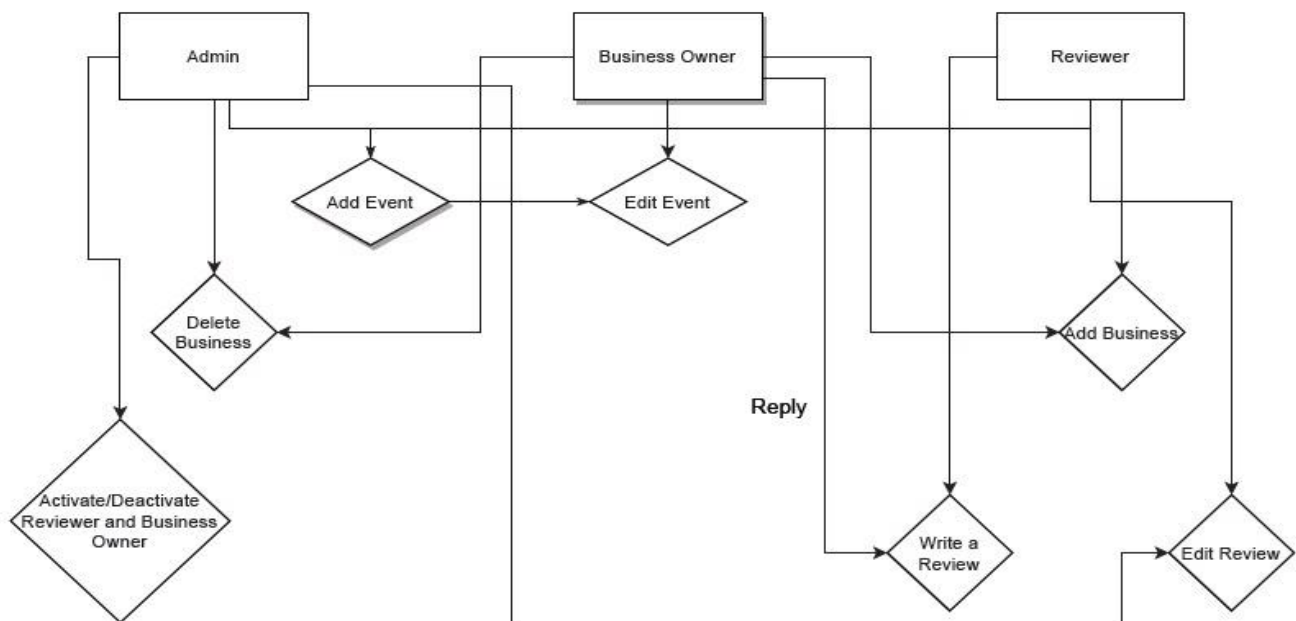 Admin
Business Owner
Reviewer
Add Event
Edit Event
Delete
Business
Add Business
Reply
Activate/Deactivate
Reviewer and Business
Owner
Write a
Review
Edit Review